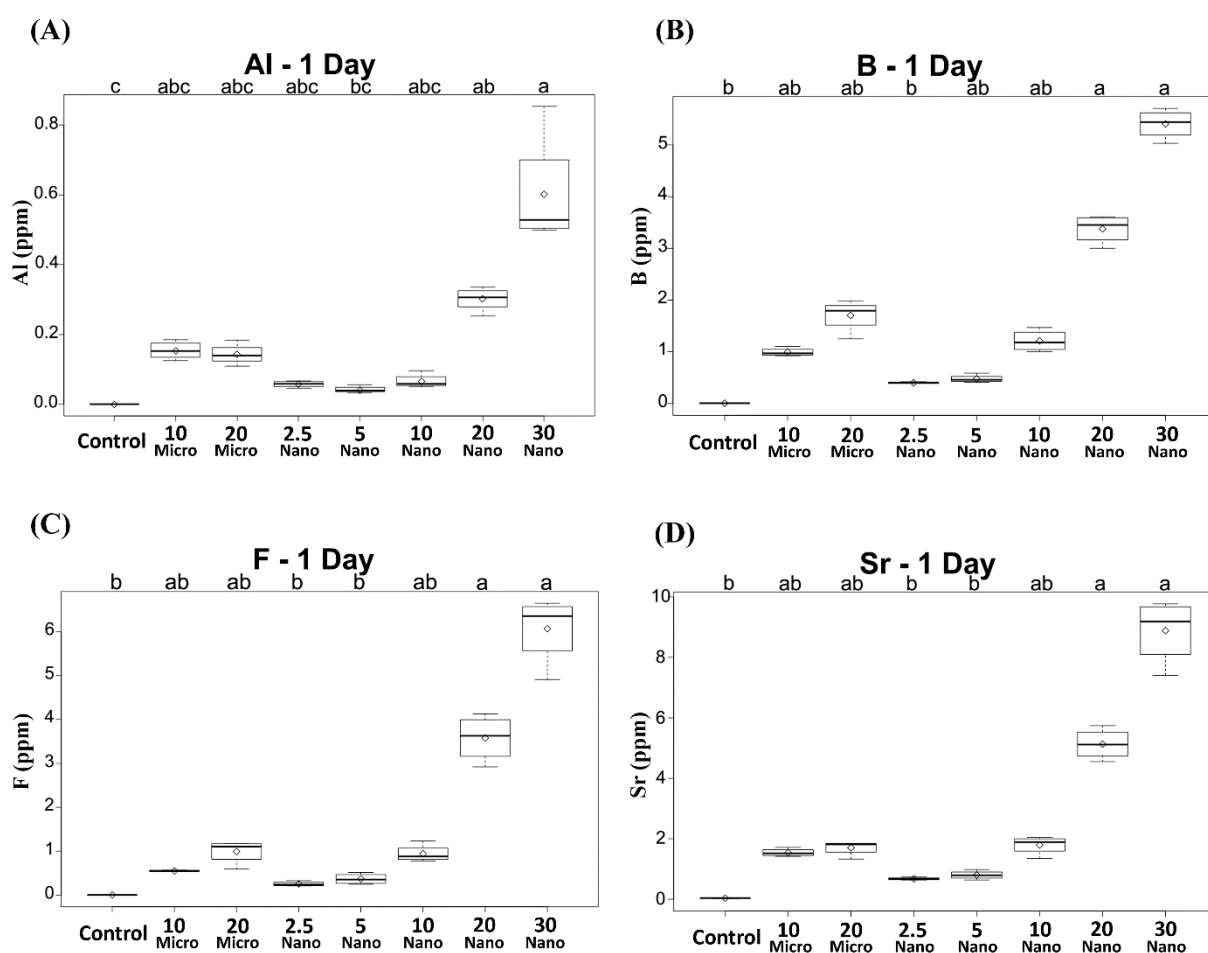 (A)
Al - 1 Day
c abc abc abc bc abc ab a
Al (ppm)
0.8
0.6
0.4
0.2
0.0
Control 10 20 2.5 5 10 20 30
Micro Micro Nano Nano Nano Nano Nano
(B)
B - 1 Day
b ab ab b ab ab a a
B (ppm)
5
4
3
2
1
0
Control 10 20 2.5 5 10 20 30
Micro Micro Nano Nano Nano Nano Nano
(C)
F - 1 Day
b ab ab b b ab a a
F (ppm)
6
5
4
3
2
1
0
Control 10 20 2.5 5 10 20 30
Micro Micro Nano Nano Nano Nano Nano
(D)
Sr - 1 Day
b ab ab b b ab a a
Sr (ppm)
10
8
6
4
2
0
Control 10 20 2.5 5 10 20 30
Micro Micro Nano Nano Nano Nano Nano